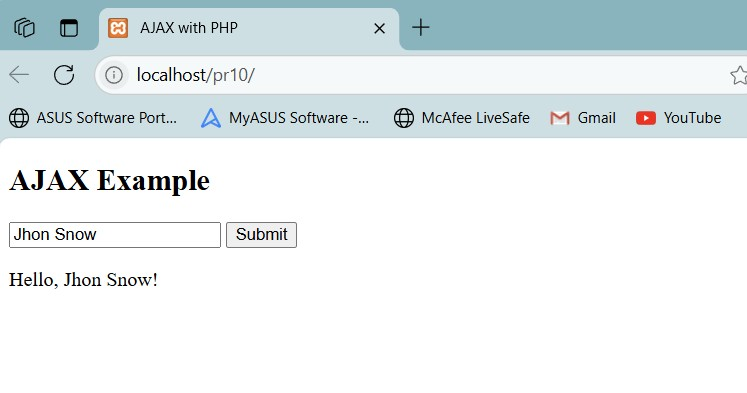 AJAX with PHP
localhost/pr10/
ASUS Software Port... MyASUS Software -... McAfee LiveSafe Gmail YouTube
AJAX Example
Jhon Snow Submit
Hello, Jhon Snow!